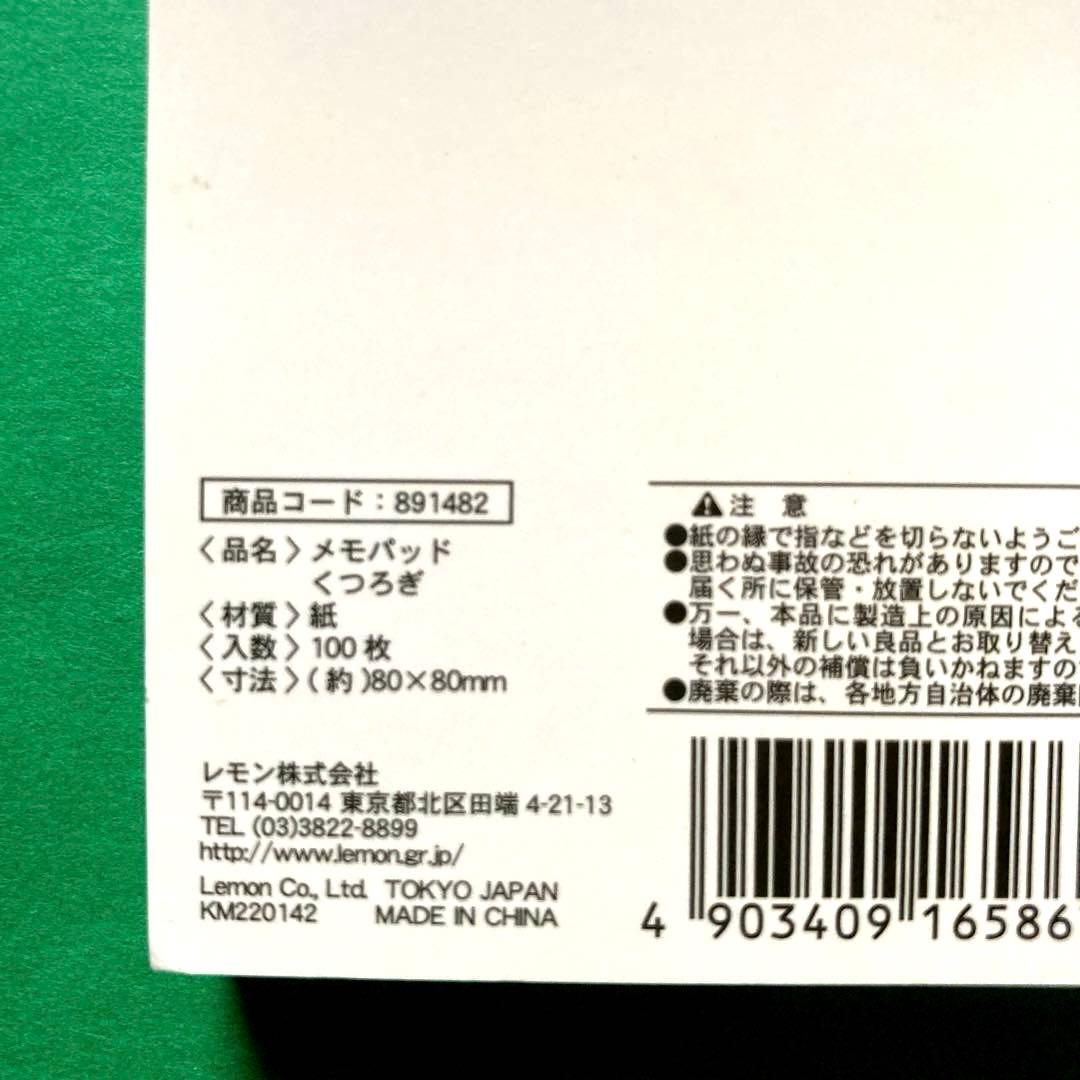 商品コード：891482
〈品名〉メモパッド
くつろぎ
〈材質〉紙
〈入数〉100枚
〈寸法〉(約)80×80mm
レモン株式会社
〒114-0014 東京都北区田端 4-21-13
TEL (03)3822-8899
http://www.lemon.gr.jp/
Lemon Co., Ltd. TOKYO JAPAN
KM220142 MADE IN CHINA
注 意
●紙の縁で指などを切らないようご
●思わぬ事故の恐れがありますので
届く所に保管・放置しないでくだ
●万一、本品に製造上の原因による
場合は、新しい良品とお取り替え
それ以外の補償は負いかねますの
●廃棄の際は、各地方自治体の廃棄
4 903409 16586